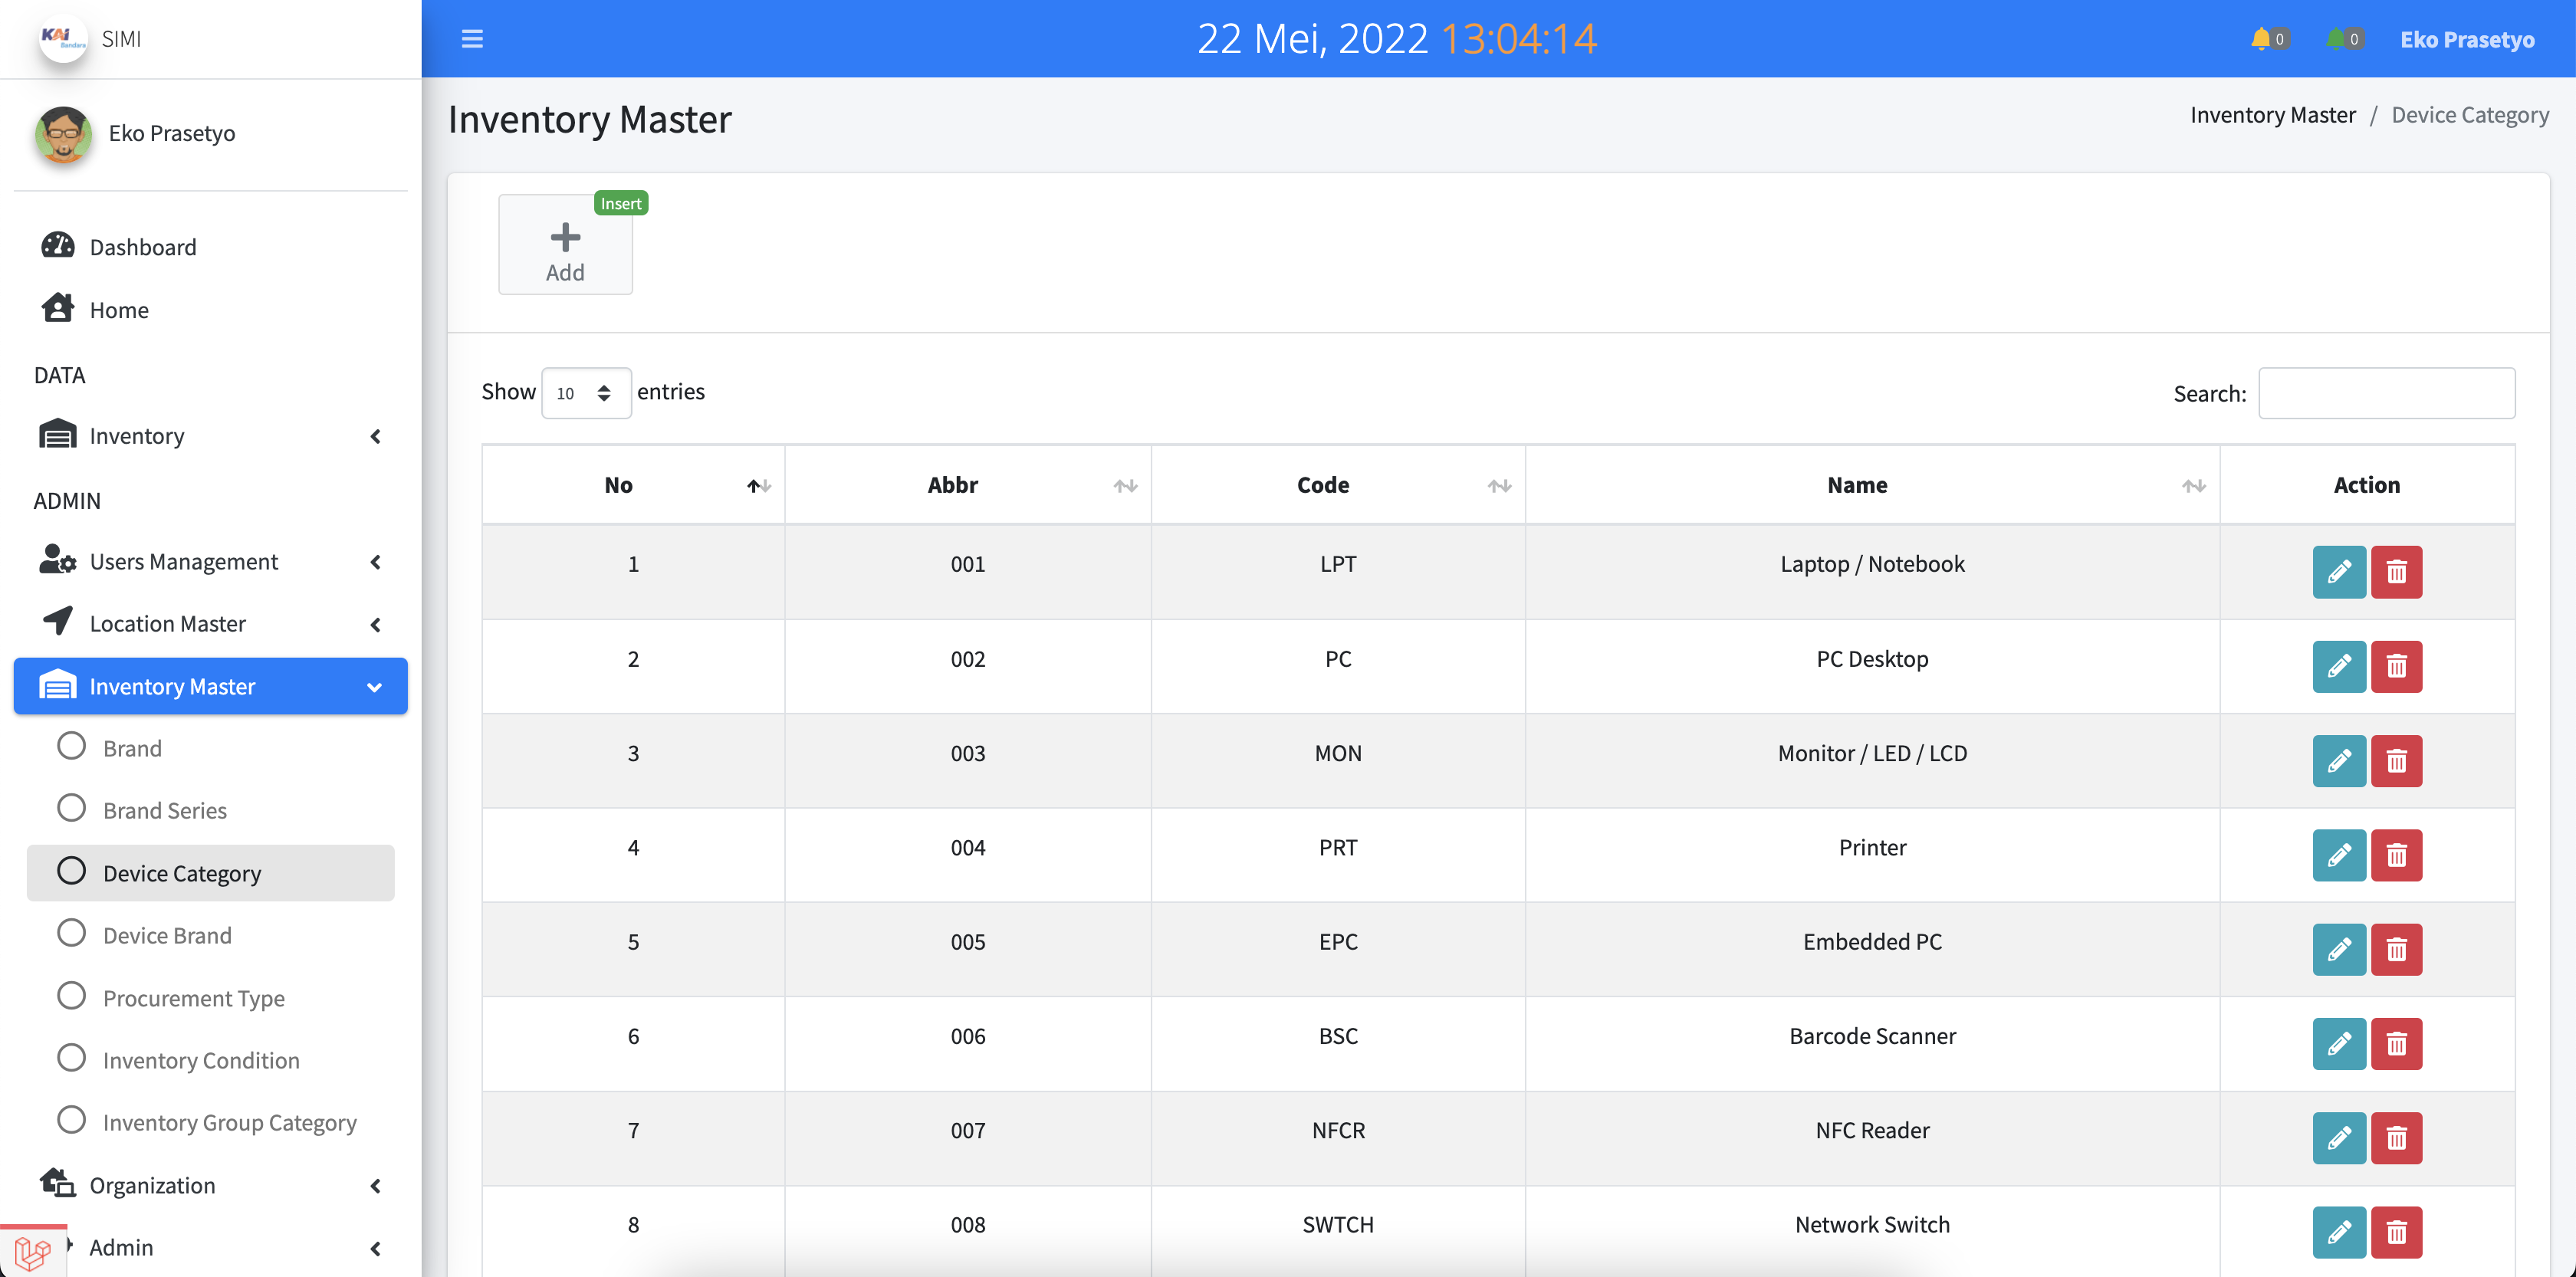 KAI Bandara SIMI
22 Mei, 2022 13:04:14
0 0 Eko Prasetyo
Eko Prasetyo
Dashboard
Home
DATA
Inventory
ADMIN
Users Management
Location Master
Inventory Master
Brand
Brand Series
Device Category
Device Brand
Procurement Type
Inventory Condition
Inventory Group Category
Organization
Admin
Inventory Master
Inventory Master / Device Category
Insert
Add
Show 10 entries
Search:
No Abbr Code Name Action
1 001 LPT Laptop / Notebook
2 002 PC PC Desktop
3 003 MON Monitor / LED / LCD
4 004 PRT Printer
5 005 EPC Embedded PC
6 006 BSC Barcode Scanner
7 007 NFCR NFC Reader
8 008 SWTCH Network Switch